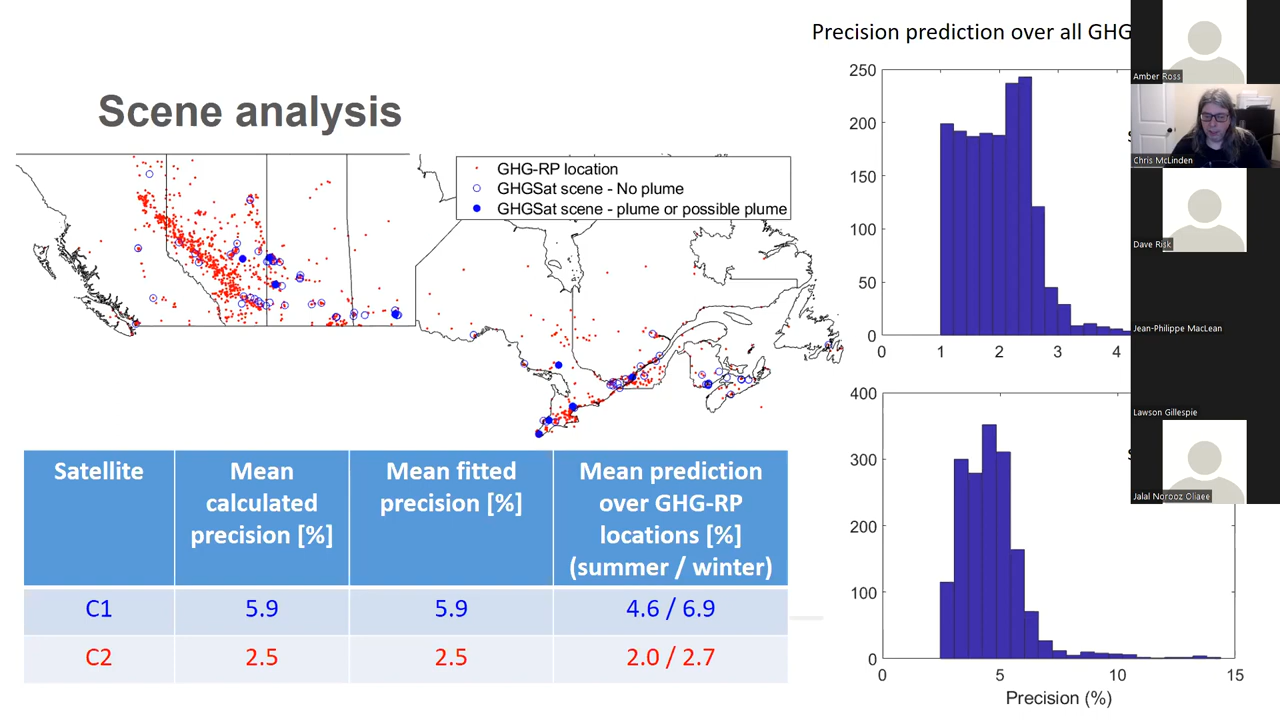 Precision prediction over all GHG
Scene analysis
GHG-RP location
GHGSat scene - No plume
GHGSat scene - plume or possible plume
Satellite
Mean calculated precision [%]
Mean fitted precision [%]
Mean prediction over GHG-RP locations [%] (summer / winter)
C1
5.9
5.9
4.6 / 6.9
C2
2.5
2.5
2.0 / 2.7
250
200
150
100
50
0
0
1
2
3
4
400
300
200
100
0
0
5
10
15
Precision (%)
Amber Ross
Chris McLinden
Dave Risk
Jean-Philippe MacLean
Lawson Gillespie
Jalal Norooz Oliaee